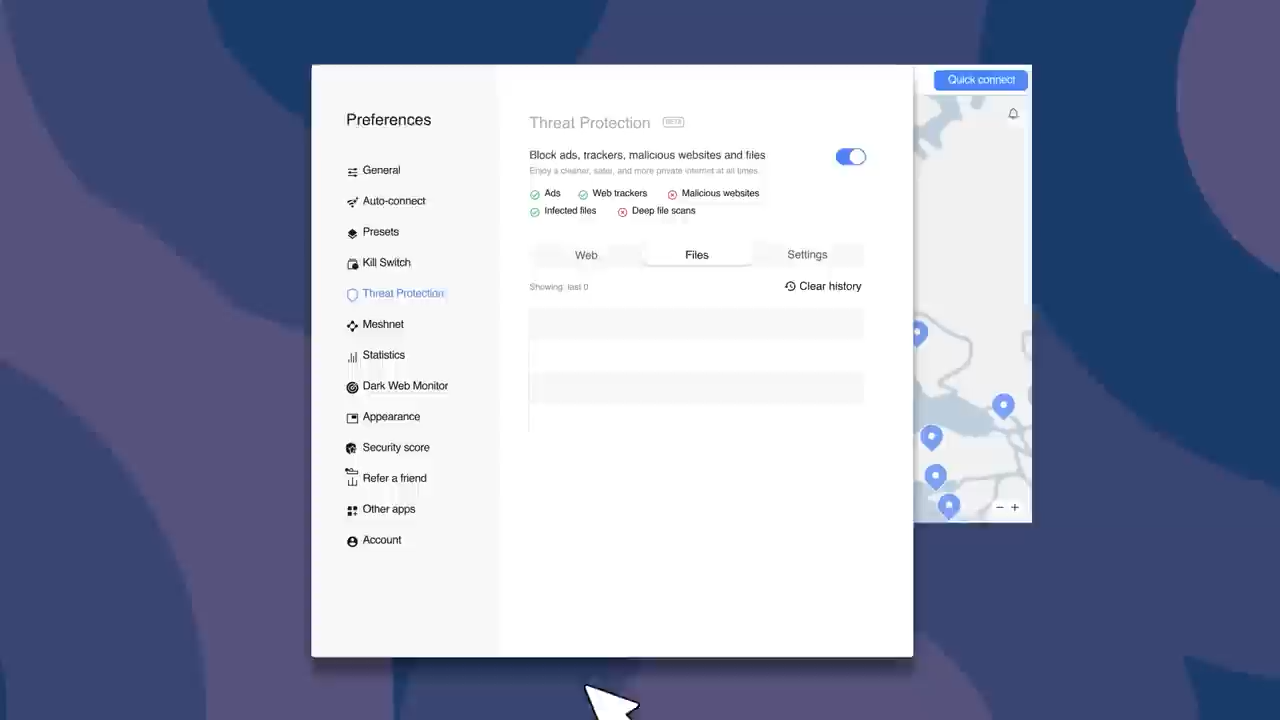 Quick connect
Preferences
General
Auto-connect
Presets
Kill Switch
Threat Protection
Meshnet
Statistics
Dark Web Monitor
Appearance
Security score
Refer a friend
Other apps
Account
Threat Protection BETA
Block ads, trackers, malicious websites and files
Enjoy a cleaner, safer, and more private internet at all times.
Ads Web trackers Malicious websites
Infected files Deep file scans
Web Files Settings
Showing: last 0 Clear history